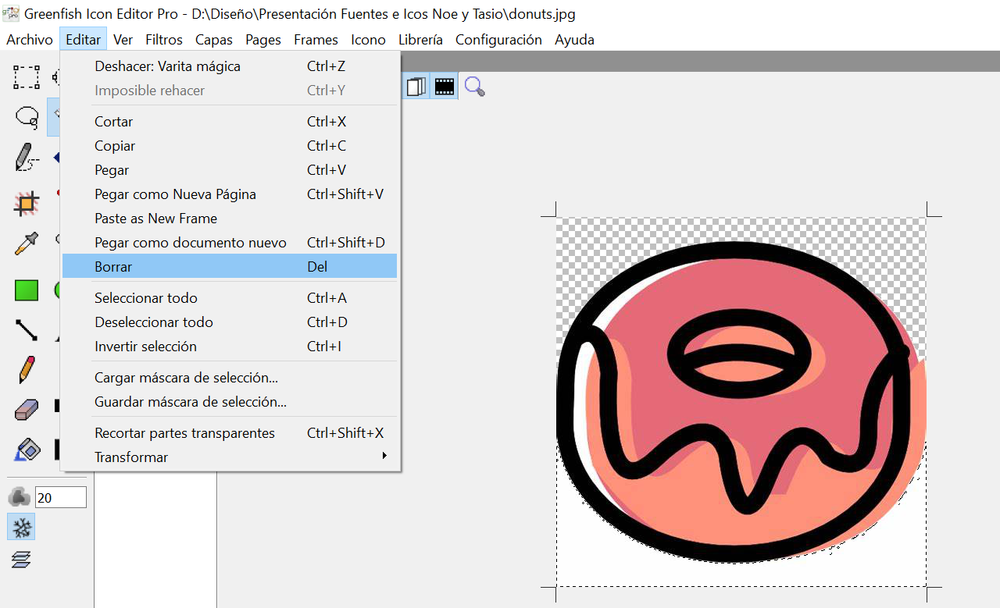 Greenfish Icon Editor Pro - D:\Diseño\Presentación Fuentes e Icos Noe y Tasio\donuts.jpg
Archivo Editar Ver Filtros Capas Pages Frames Icono Librería Configuración Ayuda
Deshacer: Varita mágica Ctrl+Z
Imposible rehacer Ctrl+Y
Cortar Ctrl+X
Copiar Ctrl+C
Pegar Ctrl+V
Pegar como Nueva Página Ctrl+Shift+V
Paste as New Frame
Pegar como documento nuevo Ctrl+Shift+D
Borrar Del
Seleccionar todo Ctrl+A
Deseleccionar todo Ctrl+D
Invertir selección Ctrl+I
Cargar máscara de selección...
Guardar máscara de selección...
Recortar partes transparentes Ctrl+Shift+X
Transformar
20